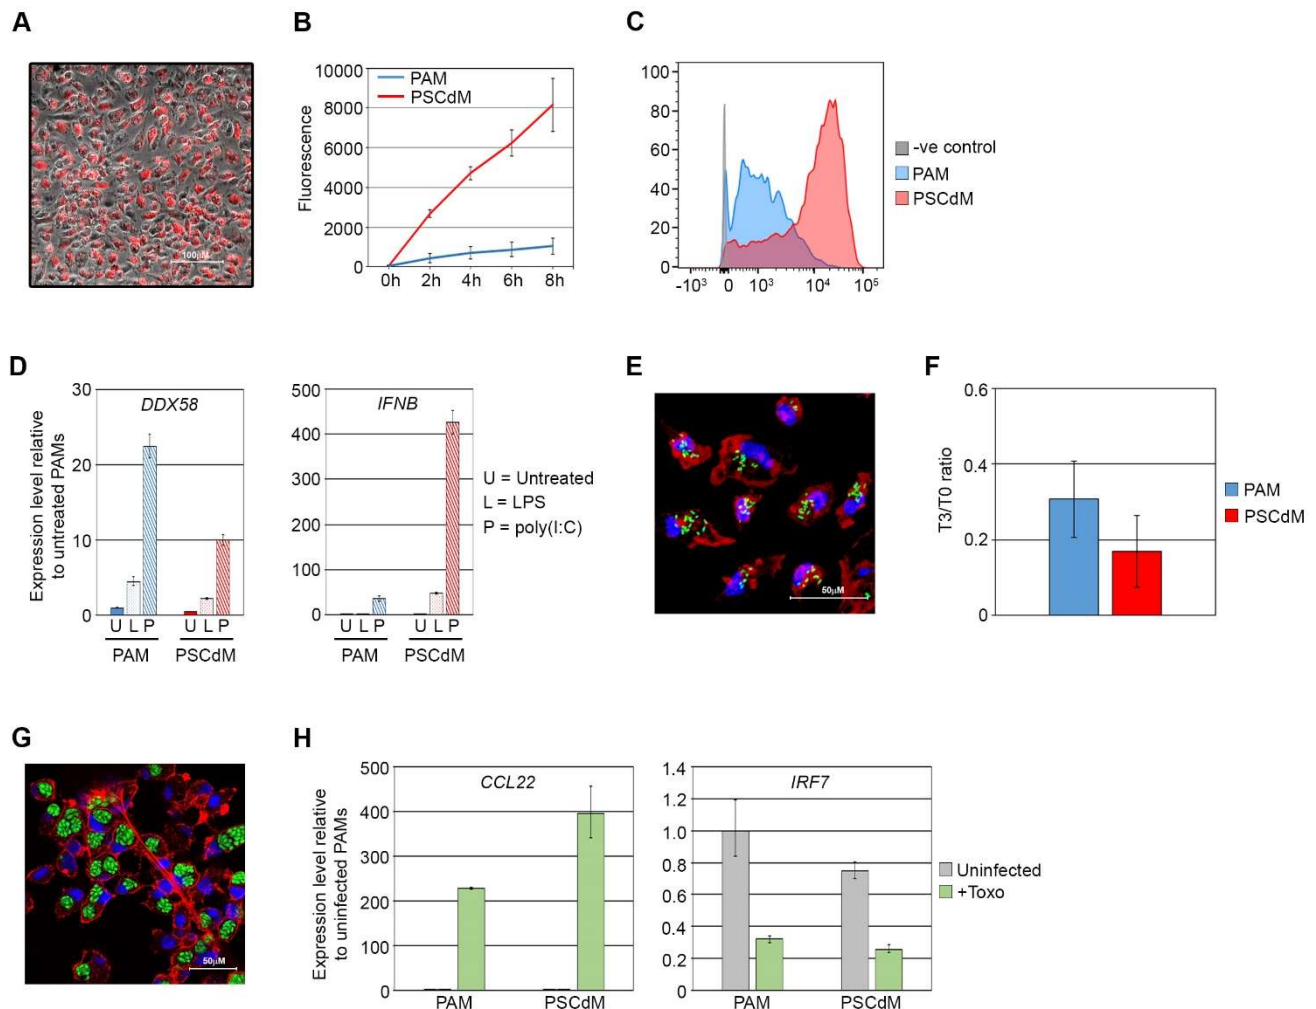 A
100µM
B
Fluorescence
10000
8000
6000
4000
2000
0
PAM
PSCdM
0h 2h 4h 6h 8h
C
100
80
60
40
20
0
-10³ 0 10³ 10⁴ 10⁵
-ve control
PAM
PSCdM
D
Expression level relative
to untreated PAMs
30
20
10
0
DDX58
U L P U L P
PAM PSCdM
500
400
300
200
100
0
IFNB
U L P U L P
PAM PSCdM
U = Untreated
L = LPS
P = poly(I:C)
E
50µM
F
T3/T0 ratio
0.6
0.4
0.2
0
PAM
PSCdM
G
50µM
H
Expression level relative
to uninfected PAMs
500
400
300
200
100
0
CCL22
PAM PSCdM
1.4
1.2
1.0
0.8
0.6
0.4
0.2
0
IRF7
PAM PSCdM
Uninfected
+Toxo